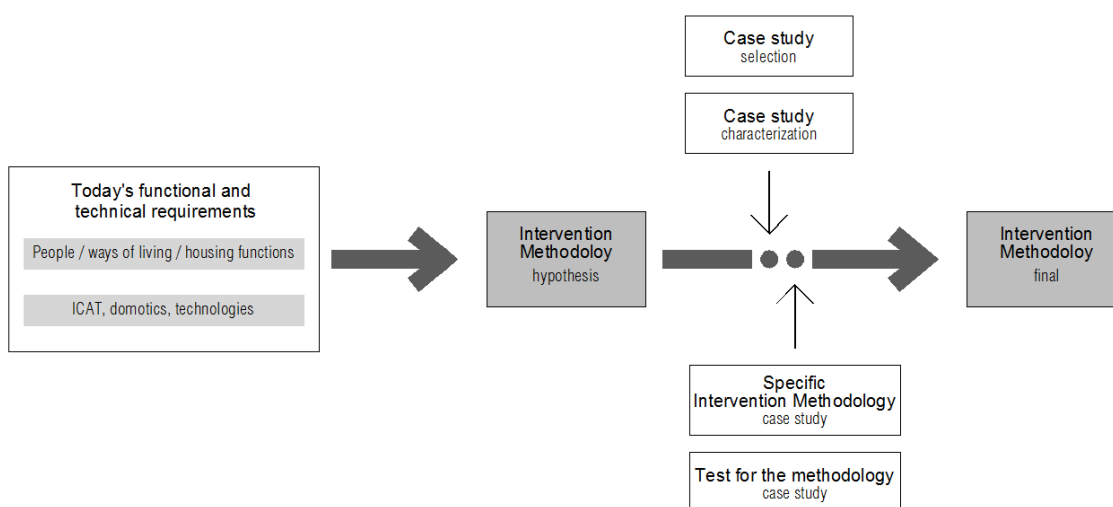 Case study
selection
Case study
characterization
Today's functional and
technical requirements
People / ways of living / housing functions
ICAT, domotics, technologies
Intervention
Methodoloy
hypothesis
Intervention
Methodoloy
final
Specific
Intervention Methodology
case study
Test for the methodology
case study